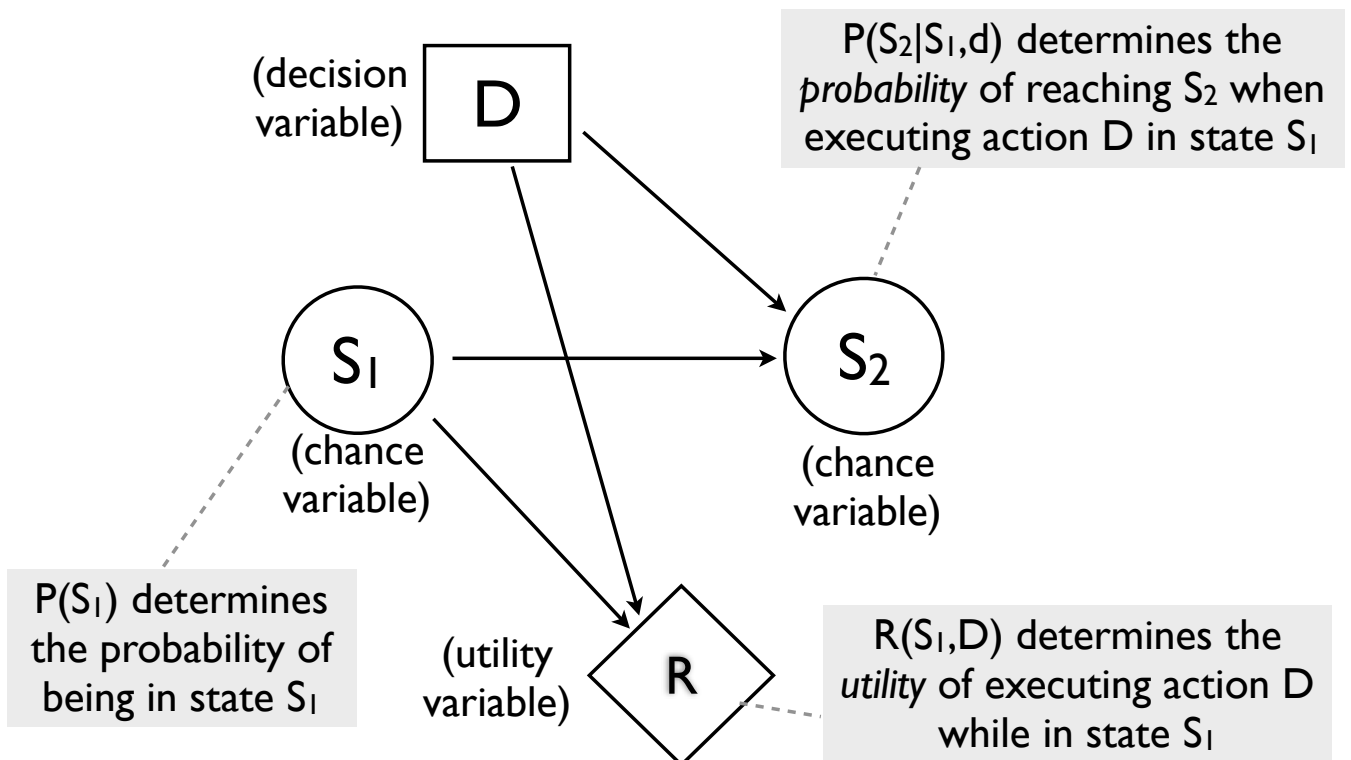 (decision
variable)
D
P(S₂|S₁,d) determines the
probability of reaching S₂ when
executing action D in state S₁
S₁
(chance
variable)
S₂
(chance
variable)
P(S₁) determines
the probability of
being in state S₁
(utility
variable)
R
R(S₁,D) determines the
utility of executing action D
while in state S₁